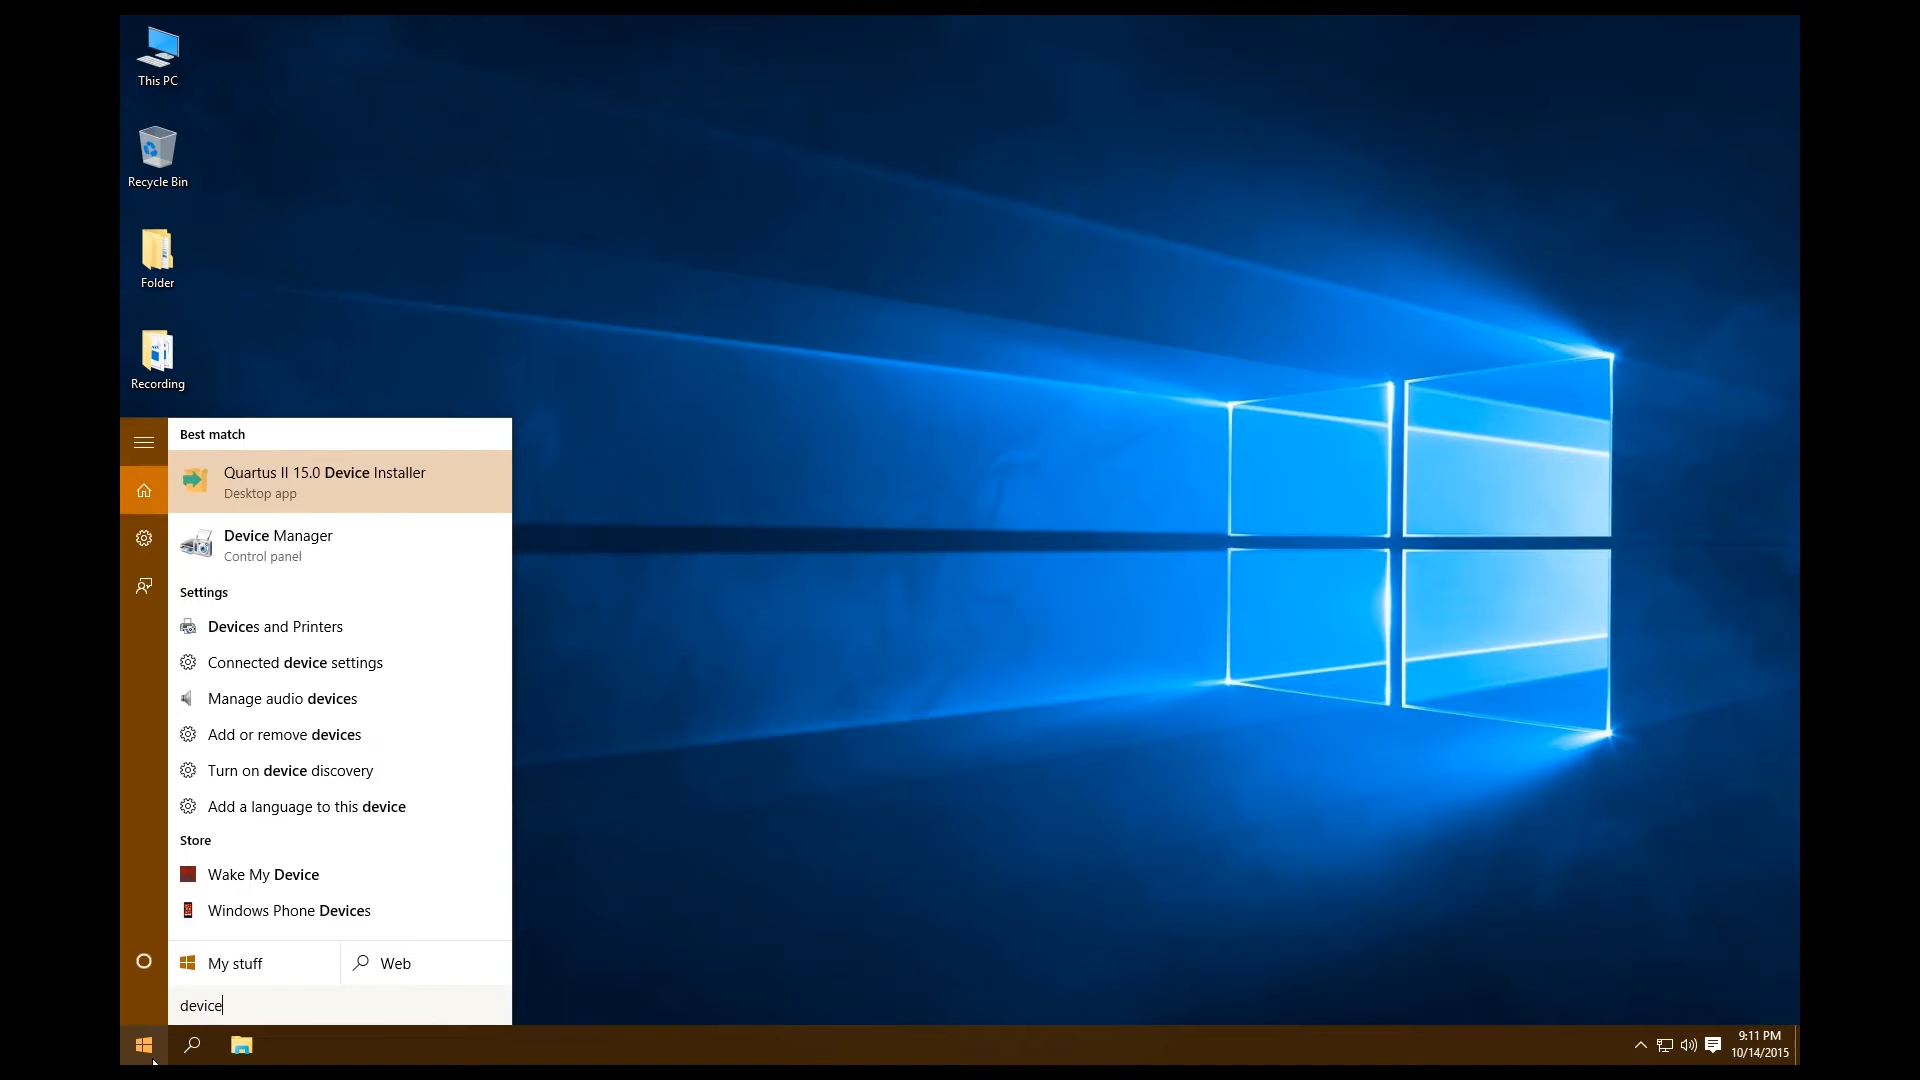 This PC
Recycle Bin
Folder
Recording
Best match
Quartus II 15.0 Device Installer
Desktop app
Device Manager
Control panel
Settings
Devices and Printers
Connected device settings
Manage audio devices
Add or remove devices
Turn on device discovery
Add a language to this device
Store
Wake My Device
Windows Phone Devices
My stuff
Web
device
9:11 PM
10/14/2015